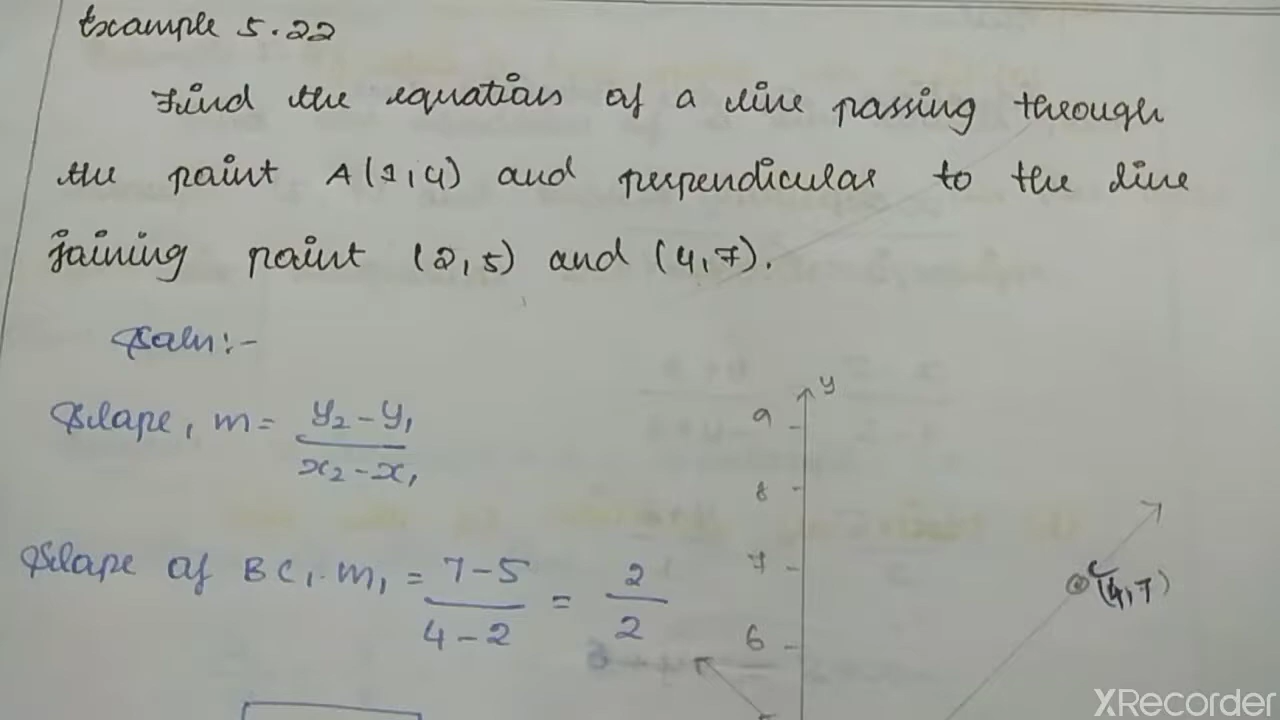 Example 5.22
Find the equation of a line passing through
the point A(1,4) and perpendicular to the line
joining point (2,5) and (4,7).
Soln:-
Slope, m = y₂-y₁ / x₂-x₁
Slope of BC, m₁ = 7-5 / 4-2 = 2 / 2
y
9
8
7
6
C
(4,7)
XRecorder